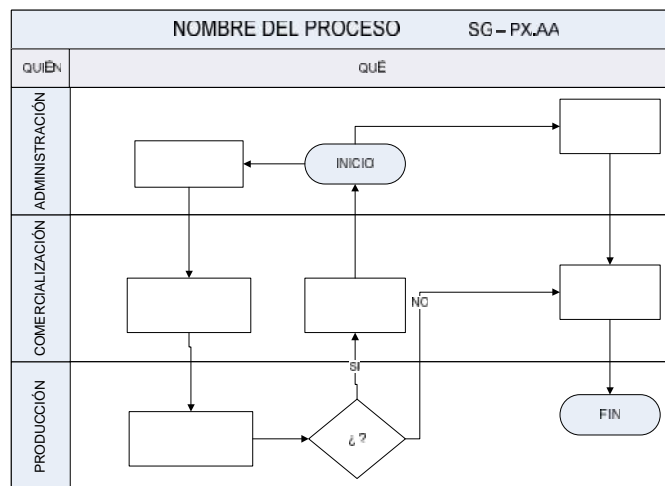 NOMBRE DEL PROCESO SG – PX.AA
QUIÉN
QUÉ
ADMINISTRACIÓN
INICIO
COMERCIALIZACIÓN
NO
SI
PRODUCCIÓN
¿ ?
FIN